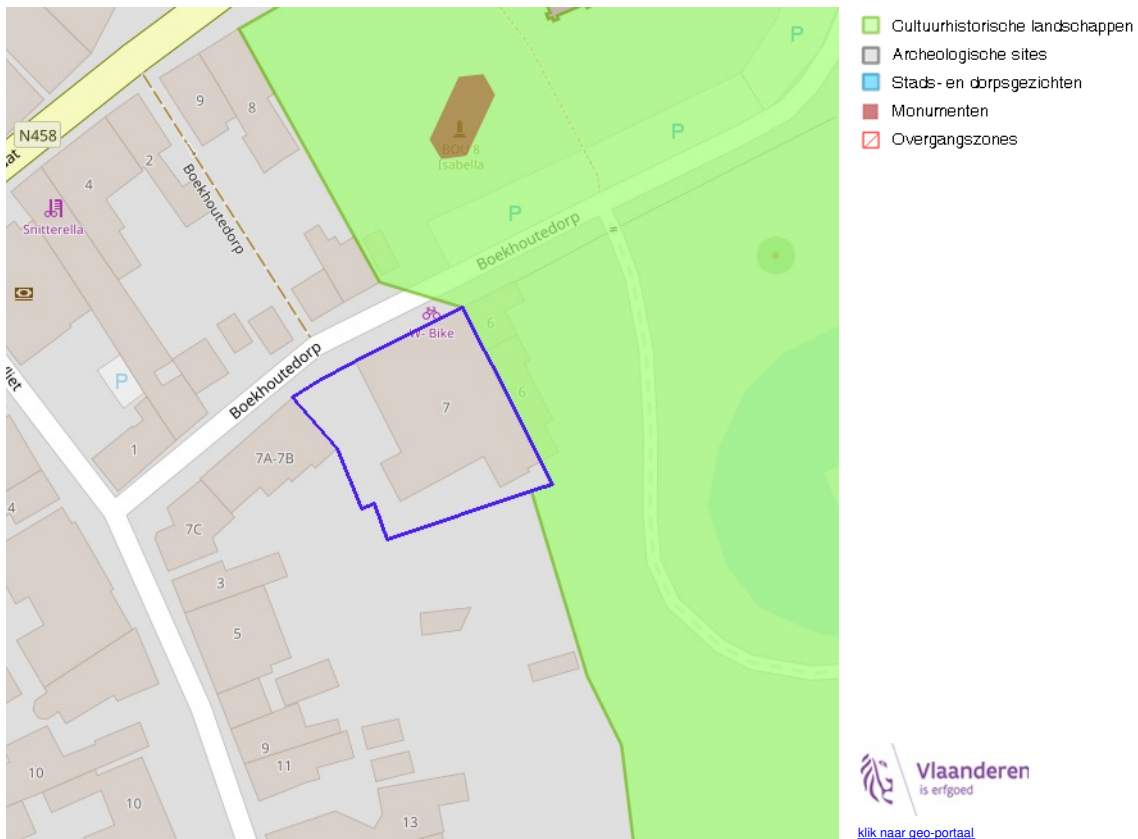 Cultuurhistorische landschappen
Archeologische sites
Stads- en dorpsgezichten
Monumenten
Overgangszones
P
9
8
N458
at
2
4
BOU 8
Isabella
P
Boekhoutedorp
Snitterella
P
Boekhoutedorp
W- Bike
6
vliet
P
Boekhoutedorp
6
7
1
7A-7B
4
7C
3
5
9
11
10
10
13
Vlaanderen
is erfgoed
klik naar geo-portaal